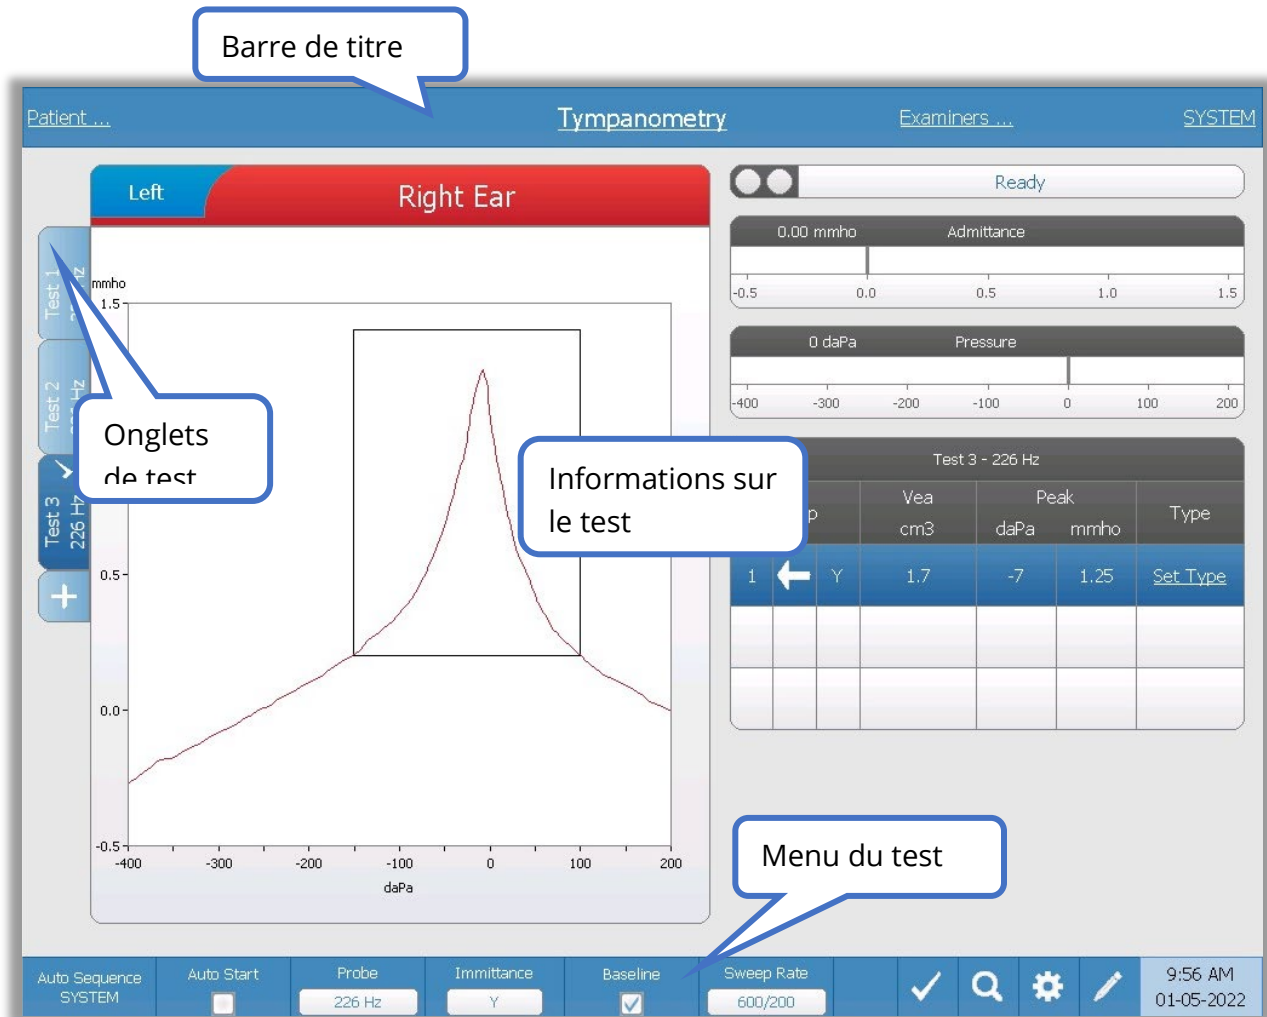 Barre de titre
Patient ...
Tympanometry
Examiners ...
SYSTEM
Left
Right Ear
Ready
0.00 mmho Admittance
-0.5 0.0 0.5 1.0 1.5
0 daPa Pressure
-400 -300 -200 -100 0 100 200
Test 1
Test 2
Test 3
226 Hz
Onglets
de test
mmho
1.5
0.5
0.0
-0.5
-400 -300 -200 -100 0 100 200
daPa
Informations sur
le test
Test 3 - 226 Hz
Vea Peak Type
cm3 daPa mmho
1 Y 1.7 -7 1.25 Set Type
Menu du test
Auto Sequence
SYSTEM
Auto Start
Probe
226 Hz
Immittance
Y
Baseline
Sweep Rate
600/200
9:56 AM
01-05-2022